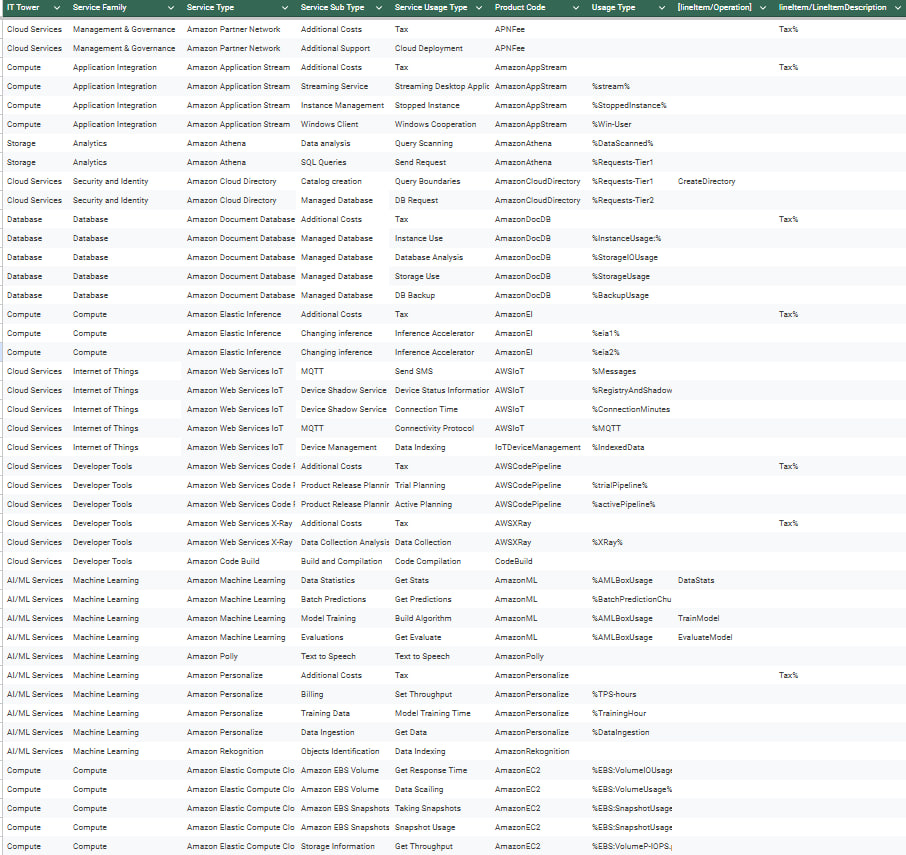 IT Tower Service Family Service Type Service Sub Type Service Usage Type Product Code Usage Type [lineItem/Operation] lineItem/LineItemDescription
Cloud Services Management & Governance Amazon Partner Network Additional Costs Tax APNFee Tax%
Cloud Services Management & Governance Amazon Partner Network Additional Support Cloud Deployment APNFee
Compute Application Integration Amazon Application Stream Additional Costs Tax AmazonAppStream Tax%
Compute Application Integration Amazon Application Stream Streaming Service Streaming Desktop Applic AmazonAppStream %stream%
Compute Application Integration Amazon Application Stream Instance Management Stopped Instance AmazonAppStream %StoppedInstance%
Compute Application Integration Amazon Application Stream Windows Client Windows Cooperation AmazonAppStream %Win-User
Storage Analytics Amazon Athena Data analysis Query Scanning AmazonAthena %DataScanned%
Storage Analytics Amazon Athena SQL Queries Send Request AmazonAthena %Requests-Tier1
Cloud Services Security and Identity Amazon Cloud Directory Catalog creation Query Boundaries AmazonCloudDirectory %Requests-Tier1 CreateDirectory
Cloud Services Security and Identity Amazon Cloud Directory Managed Database DB Request AmazonCloudDirectory %Requests-Tier2
Database Database Amazon Document Database Additional Costs Tax AmazonDocDB Tax%
Database Database Amazon Document Database Managed Database Instance Use AmazonDocDB %InstanceUsage:%
Database Database Amazon Document Database Managed Database Database Analysis AmazonDocDB %StorageIOUsage
Database Database Amazon Document Database Managed Database Storage Use AmazonDocDB %StorageUsage
Database Database Amazon Document Database Managed Database DB Backup AmazonDocDB %BackupUsage
Compute Compute Amazon Elastic Inference Additional Costs Tax AmazonEI Tax%
Compute Compute Amazon Elastic Inference Changing inference Inference Accelerator AmazonEI %eia1%
Compute Compute Amazon Elastic Inference Changing inference Inference Accelerator AmazonEI %eia2%
Cloud Services Internet of Things Amazon Web Services IoT MQTT Send SMS AWSIoT %Messages
Cloud Services Internet of Things Amazon Web Services IoT Device Shadow Service Device Status Informatior AWSIoT %RegistryAndShadow
Cloud Services Internet of Things Amazon Web Services IoT Device Shadow Service Connection Time AWSIoT %ConnectionMinutes
Cloud Services Internet of Things Amazon Web Services IoT MQTT Connectivity Protocol AWSIoT %MQTT
Cloud Services Internet of Things Amazon Web Services IoT Device Management Data Indexing IoTDeviceManagement %IndexedData
Cloud Services Developer Tools Amazon Web Services Code Additional Costs Tax AWSCodePipeline Tax%
Cloud Services Developer Tools Amazon Web Services Code Product Release Plannir Trial Planning AWSCodePipeline %trialPipeline%
Cloud Services Developer Tools Amazon Web Services Code Product Release Plannir Active Planning AWSCodePipeline %activePipeline%
Cloud Services Developer Tools Amazon Web Services X-Ray Additional Costs Tax AWSXRay Tax%
Cloud Services Developer Tools Amazon Web Services X-Ray Data Collection Analysis Data Collection AWSXRay %XRay%
Cloud Services Developer Tools Amazon Code Build Build and Compilation Code Compilation CodeBuild
AI/ML Services Machine Learning Amazon Machine Learning Data Statistics Get Stats AmazonML %AMLBoxUsage DataStats
AI/ML Services Machine Learning Amazon Machine Learning Batch Predictions Get Predictions AmazonML %BatchPredictionChu
AI/ML Services Machine Learning Amazon Machine Learning Model Training Build Algorithm AmazonML %AMLBoxUsage TrainModel
AI/ML Services Machine Learning Amazon Machine Learning Evaluations Get Evaluate AmazonML %AMLBoxUsage EvaluateModel
AI/ML Services Machine Learning Amazon Polly Text to Speech Text to Speech AmazonPolly
AI/ML Services Machine Learning Amazon Personalize Additional Costs Tax AmazonPersonalize Tax%
AI/ML Services Machine Learning Amazon Personalize Billing Set Throughput AmazonPersonalize %TPS-hours
AI/ML Services Machine Learning Amazon Personalize Training Data Model Training Time AmazonPersonalize %TrainingHour
AI/ML Services Machine Learning Amazon Personalize Data Ingestion Get Data AmazonPersonalize %DataIngestion
AI/ML Services Machine Learning Amazon Rekognition Objects Identification Data Indexing AmazonRekognition
Compute Compute Amazon Elastic Compute Clo Amazon EBS Volume Get Response Time AmazonEC2 %EBS:VolumeIOUsage
Compute Compute Amazon Elastic Compute Clo Amazon EBS Volume Data Scailing AmazonEC2 %EBS:VolumeUsage%
Compute Compute Amazon Elastic Compute Clo Amazon EBS Snapshots Taking Snapshots AmazonEC2 %EBS:SnapshotUsage
Compute Compute Amazon Elastic Compute Clo Amazon EBS Snapshots Snapshot Usage AmazonEC2 %EBS:SnapshotUsage
Compute Compute Amazon Elastic Compute Clo Storage Information Get Throughput AmazonEC2 %EBS:VolumeP-IOPS.